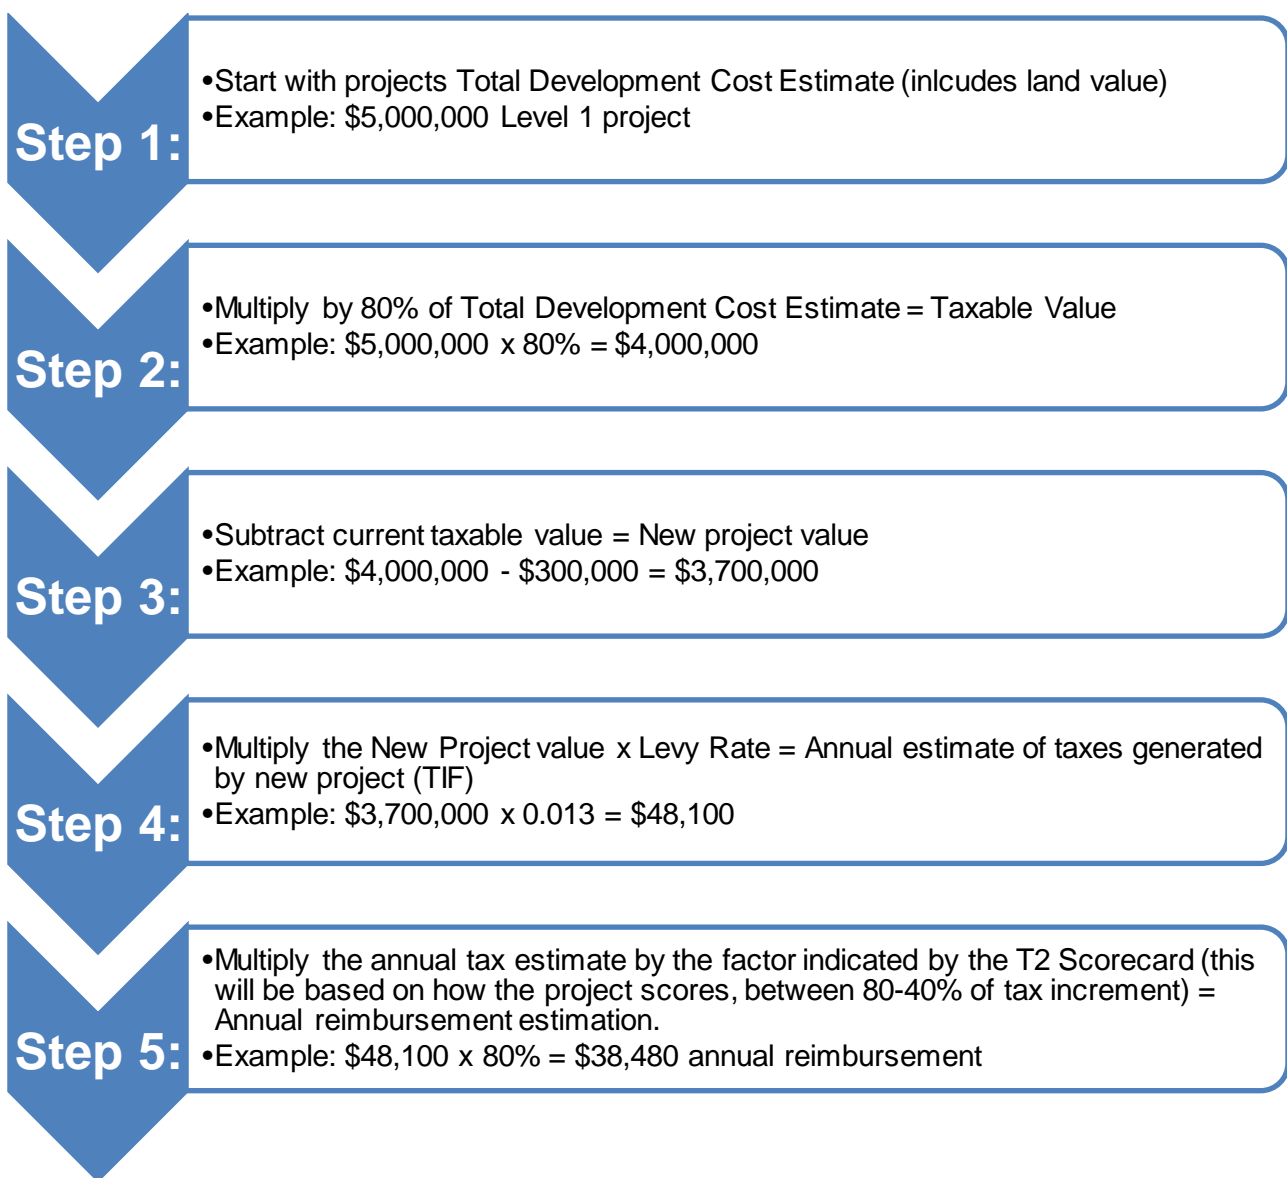 Step 1:
•Start with projects Total Development Cost Estimate (inlcudes land value)
•Example: $5,000,000 Level 1 project
Step 2:
•Multiply by 80% of Total Development Cost Estimate = Taxable Value
•Example: $5,000,000 x 80% = $4,000,000
Step 3:
•Subtract current taxable value = New project value
•Example: $4,000,000 - $300,000 = $3,700,000
Step 4:
•Multiply the New Project value x Levy Rate = Annual estimate of taxes generated
by new project (TIF)
•Example: $3,700,000 x 0.013 = $48,100
Step 5:
•Multiply the annual tax estimate by the factor indicated by the T2 Scorecard (this
will be based on how the project scores, between 80-40% of tax increment) =
Annual reimbursement estimation.
•Example: $48,100 x 80% = $38,480 annual reimbursement